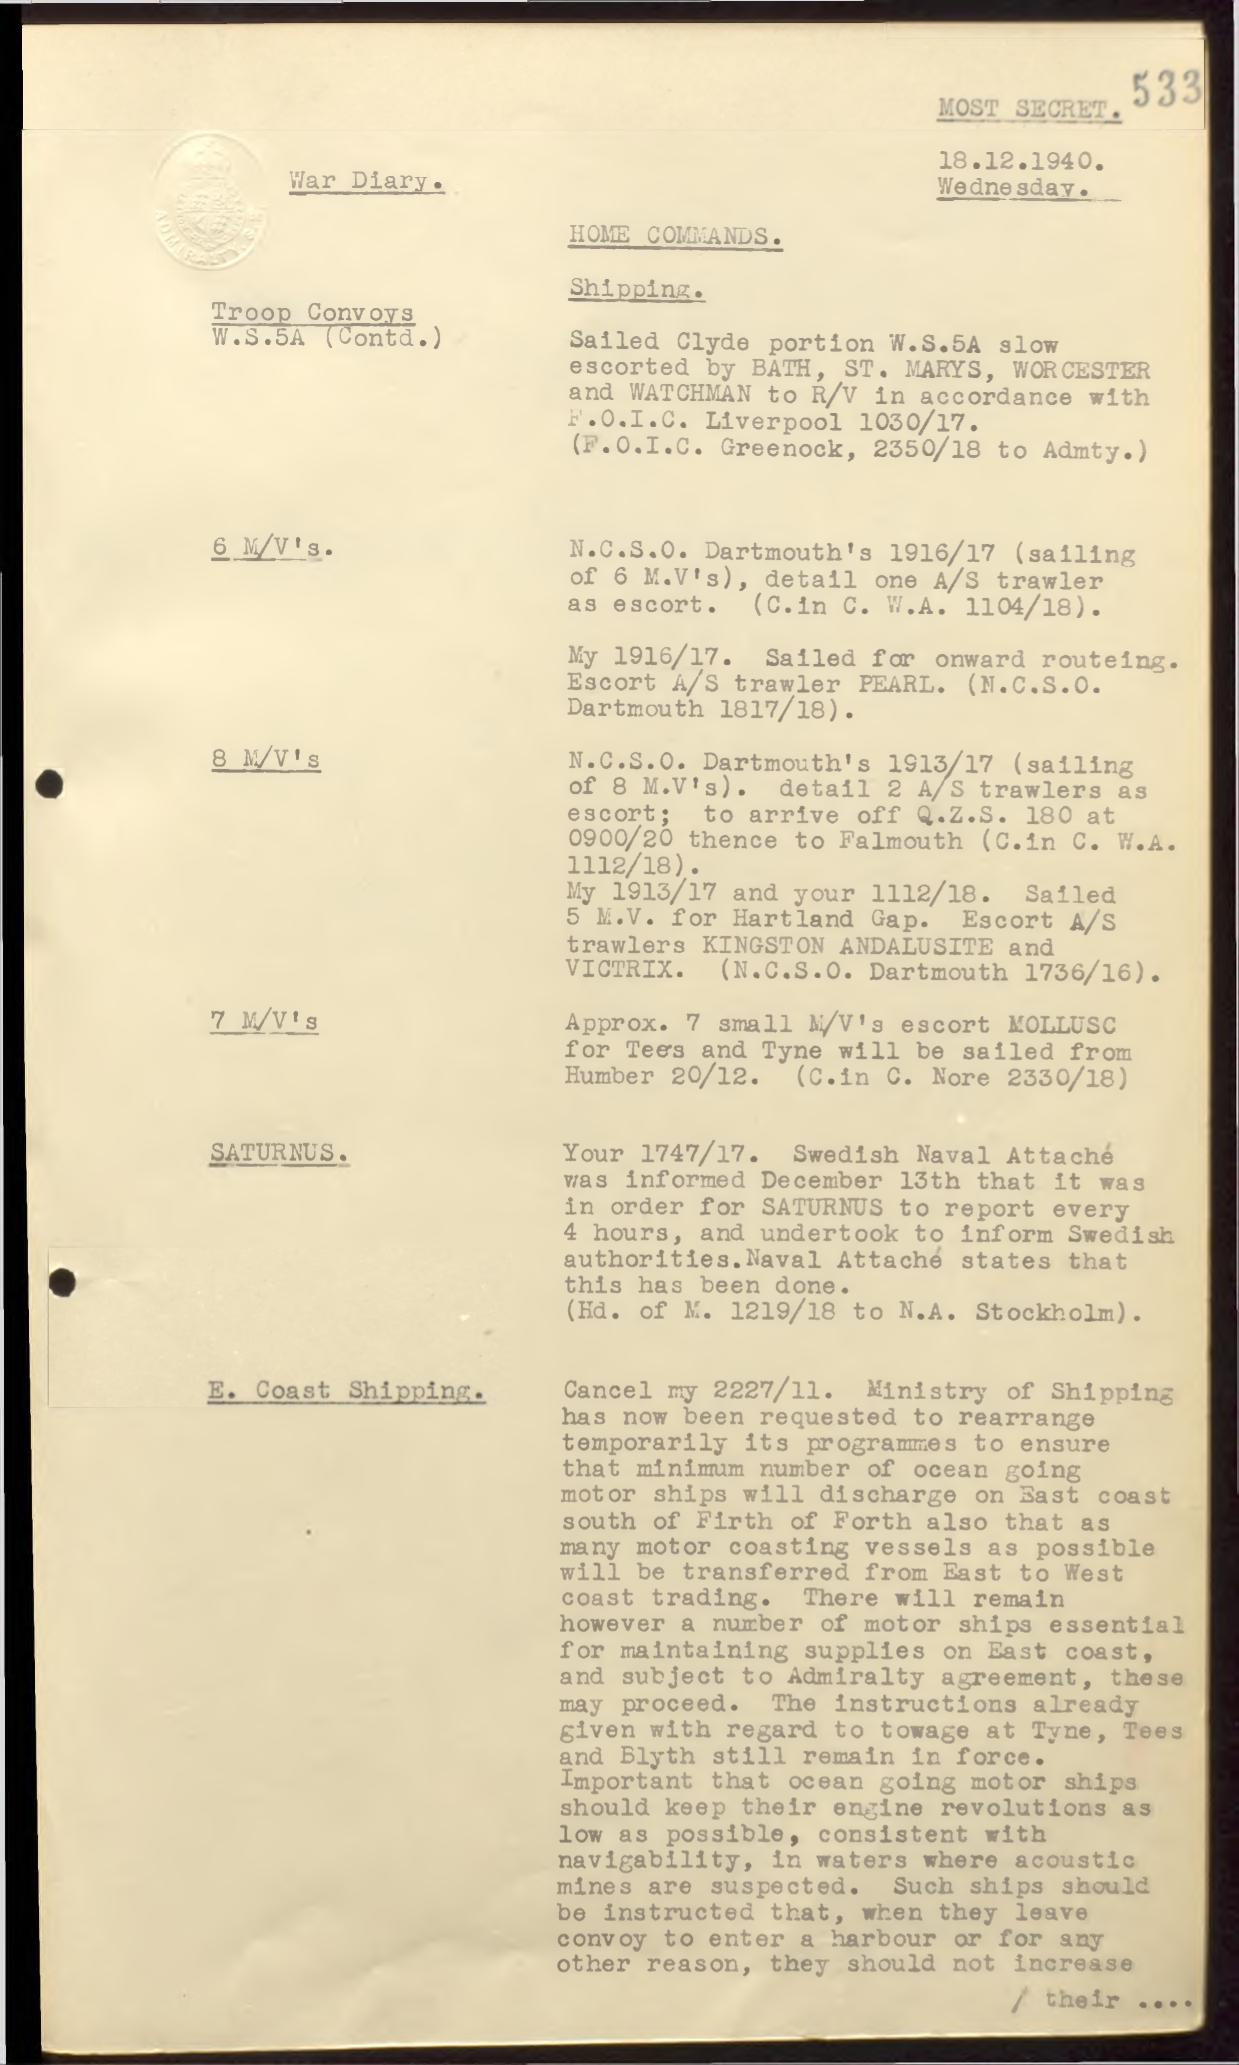 533
MOST SECRET.
18.12.1940.
Wednesday.
War Diary.
ADMIRALTY. S.E
HOME COMMANDS.
Shipping.
Troop Convoys
W.S.5A (Contd.)
Sailed Clyde portion W.S.5A slow
escorted by BATH, ST. MARYS, WORCESTER
and WATCHMAN to R/V in accordance with
F.O.I.C. Liverpool 1030/17.
(F.O.I.C. Greenock, 2350/18 to Admty.)
6 M/V's.
N.C.S.O. Dartmouth's 1916/17 (sailing
of 6 M.V's), detail one A/S trawler
as escort. (C.in C. W.A. 1104/18).
My 1916/17. Sailed for onward routeing.
Escort A/S trawler PEARL. (N.C.S.O.
Dartmouth 1817/18).
8 M/V's
N.C.S.O. Dartmouth's 1913/17 (sailing
of 8 M.V's). detail 2 A/S trawlers as
escort; to arrive off Q.Z.S. 180 at
0900/20 thence to Falmouth (C.in C. W.A.
1112/18).
My 1913/17 and your 1112/18. Sailed
5 M.V. for Hartland Gap. Escort A/S
trawlers KINGSTON ANDALUSITE and
VICTRIX. (N.C.S.O. Dartmouth 1736/16).
7 M/V's
Approx. 7 small M/V's escort MOLLUSC
for Tees and Tyne will be sailed from
Humber 20/12. (C.in C. Nore 2330/18)
SATURNUS.
Your 1747/17. Swedish Naval Attaché
was informed December 13th that it was
in order for SATURNUS to report every
4 hours, and undertook to inform Swedish
authorities.Naval Attaché states that
this has been done.
(Hd. of M. 1219/18 to N.A. Stockholm).
E. Coast Shipping.
Cancel my 2227/11. Ministry of Shipping
has now been requested to rearrange
temporarily its programmes to ensure
that minimum number of ocean going
motor ships will discharge on East coast
south of Firth of Forth also that as
many motor coasting vessels as possible
will be transferred from East to West
coast trading. There will remain
however a number of motor ships essential
for maintaining supplies on East coast,
and subject to Admiralty agreement, these
may proceed. The instructions already
given with regard to towage at Tyne, Tees
and Blyth still remain in force.
Important that ocean going motor ships
should keep their engine revolutions as
low as possible, consistent with
navigability, in waters where acoustic
mines are suspected. Such ships should
be instructed that, when they leave
convoy to enter a harbour or for any
other reason, they should not increase
/ their ....